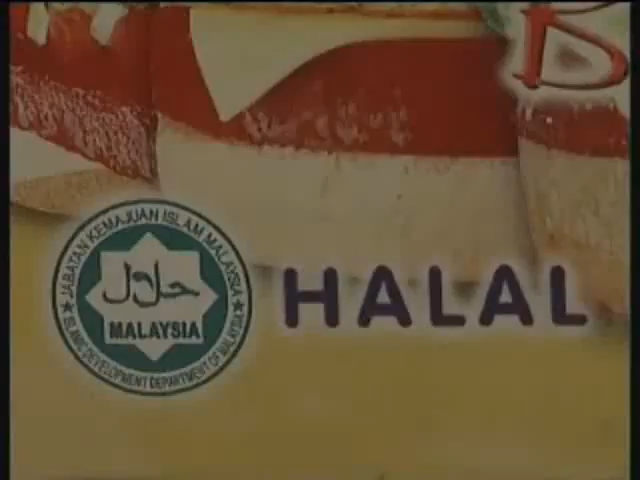 B
JABATAN KEMAJUAN ISLAM MALAYSIA
حلال
MALAYSIA
ISLAMIC DEVELOPMENT DEPARTMENT OF MALAYSIA
HALAL